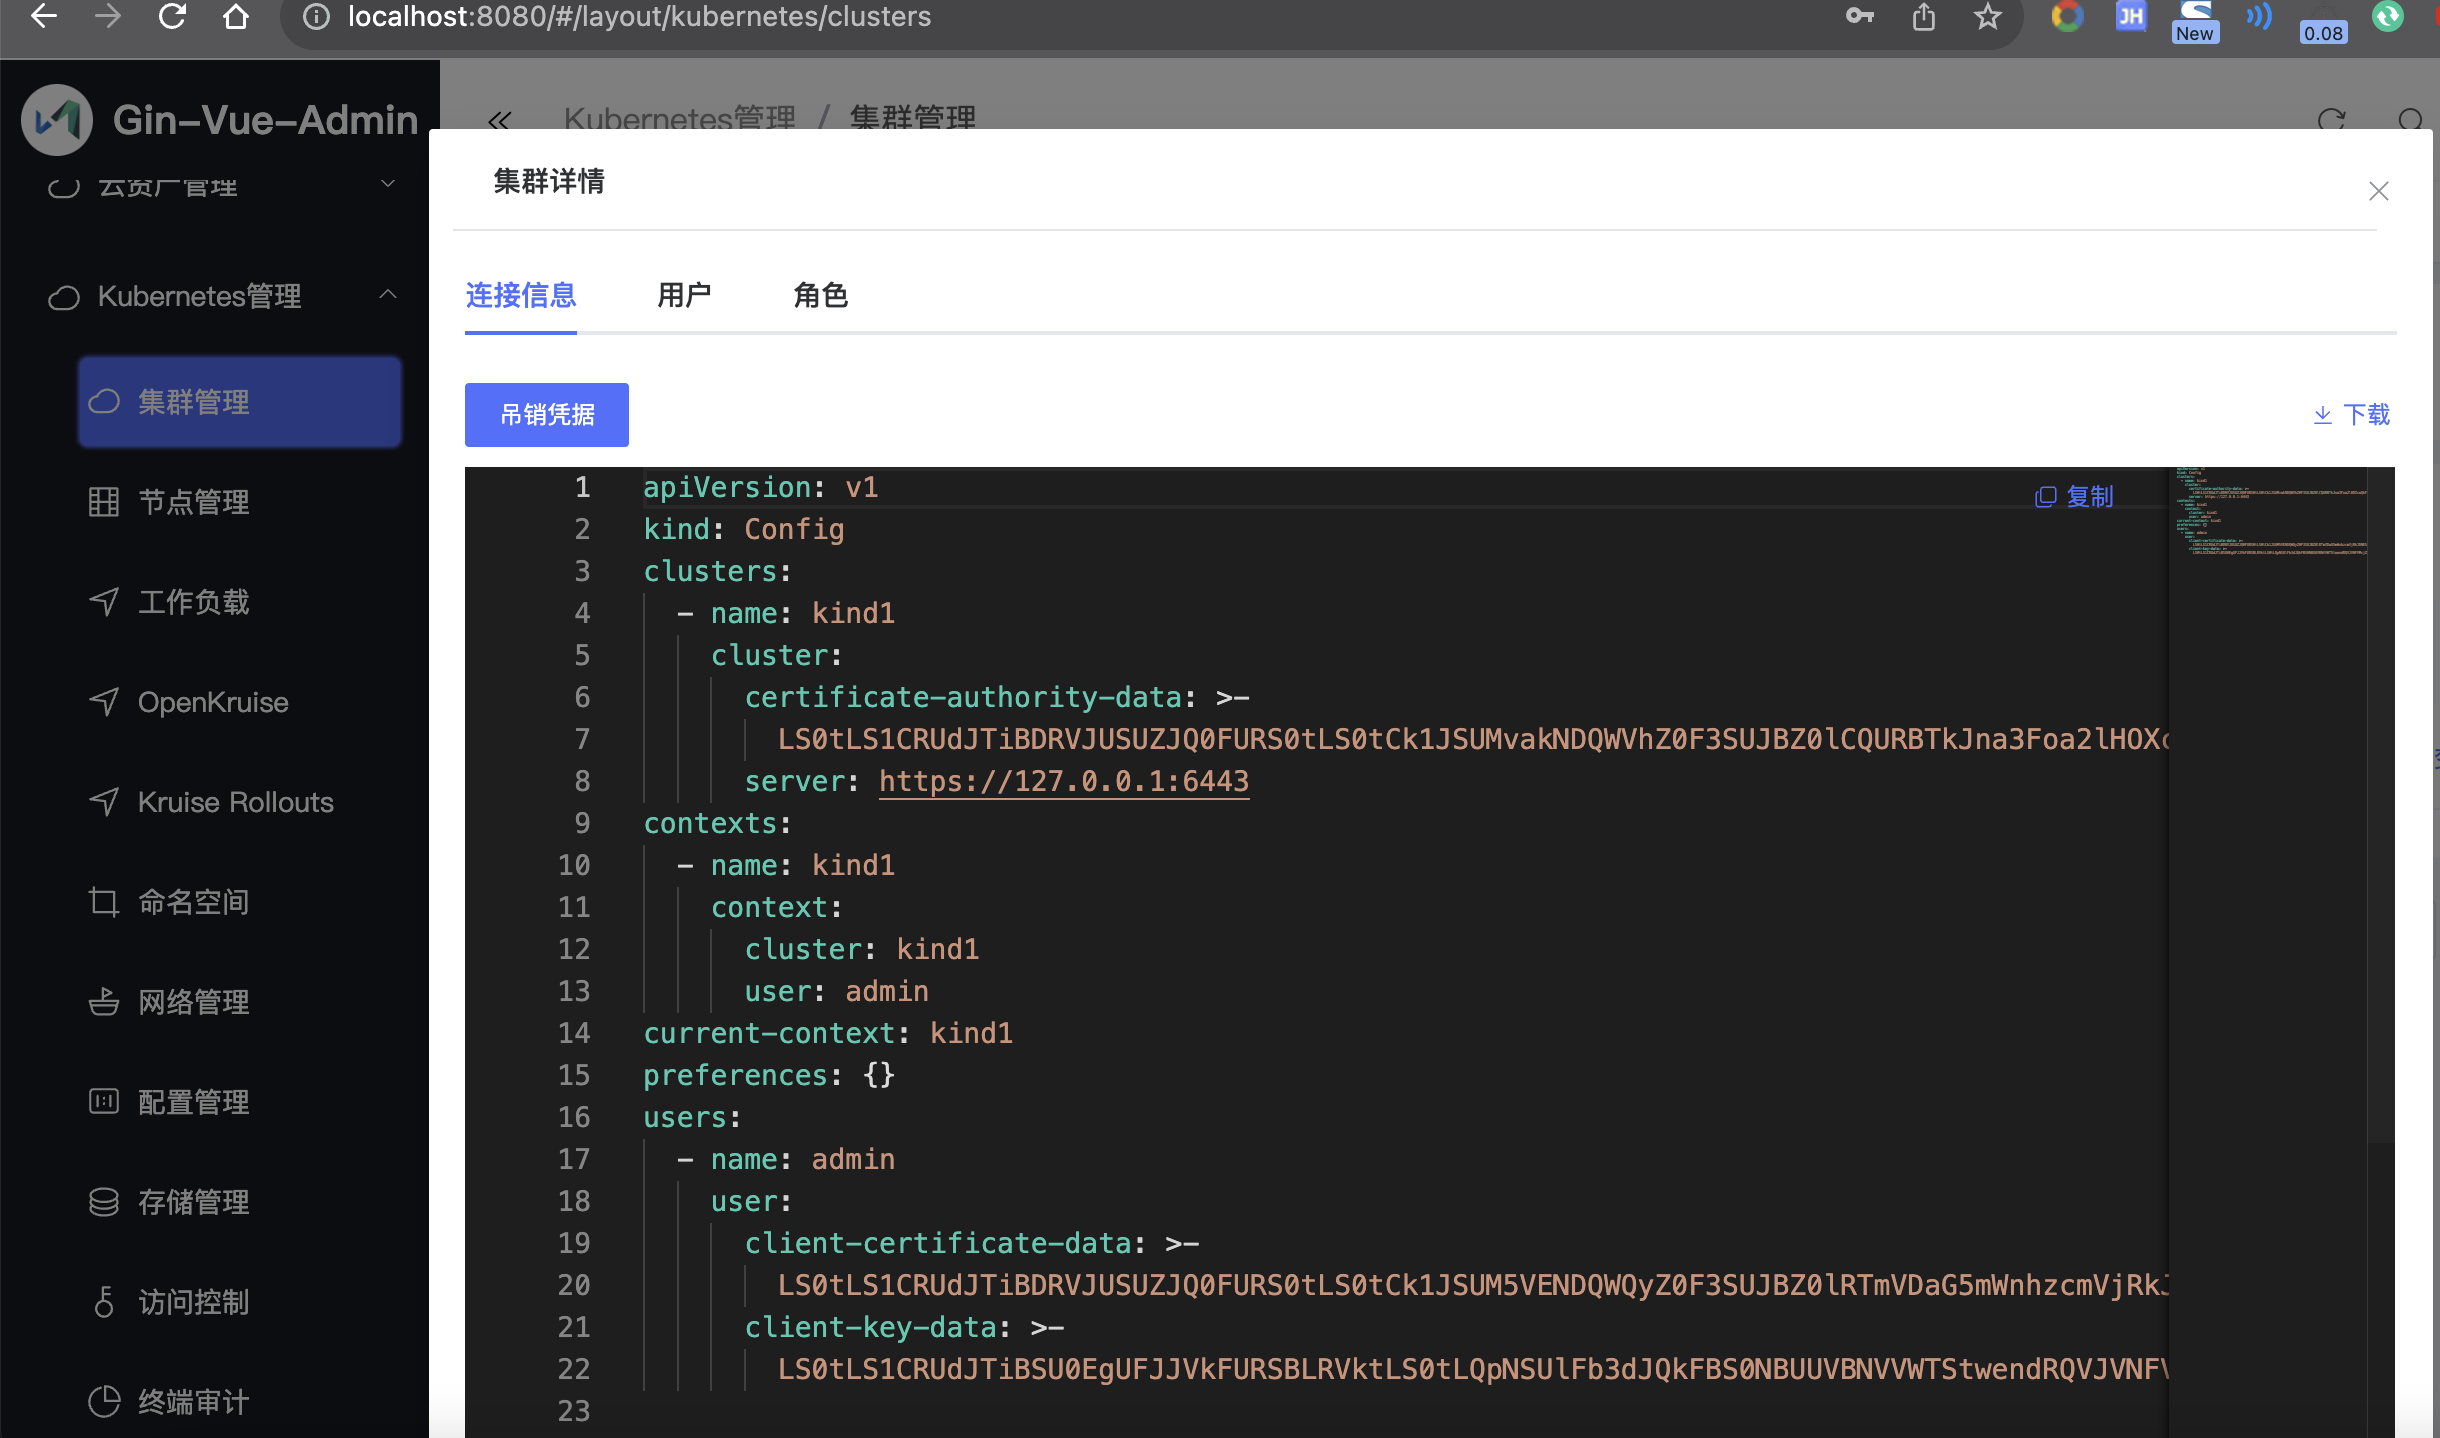 localhost:8080/#/layout/kubernetes/clusters
New
0.08
JH
Gin-Vue-Admin
Kubernetes管理 / 集群管理
云资产管理
Kubernetes管理
集群管理
节点管理
工作负载
OpenKruise
Kruise Rollouts
命名空间
网络管理
配置管理
存储管理
访问控制
终端审计
集群详情
连接信息 用户 角色
吊销凭据
下载
复制
1 apiVersion: v1
2 kind: Config
3 clusters:
4 - name: kind1
5 cluster:
6 certificate-authority-data: >-
7 LS0tLS1CRUdJTiBDRVJUSUZJQ0FURS0tLS0tCk1JSUMvakNDQWVhZ0F3SUJBZ0lCQURBTkJna3Foa2lHOXc
8 server: https://127.0.0.1:6443
9 contexts:
10 - name: kind1
11 context:
12 cluster: kind1
13 user: admin
14 current-context: kind1
15 preferences: {}
16 users:
17 - name: admin
18 user:
19 client-certificate-data: >-
20 LS0tLS1CRUdJTiBDRVJUSUZJQ0FURS0tLS0tCk1JSUM5VENDQWQyZ0F3SUJBZ0lRTmVDaG5mWnhzcmVjRkJ
21 client-key-data: >-
22 LS0tLS1CRUdJTiBSU0EgUFJJVkFURSBLRVktLS0tLQpNSUlFb3dJQkFBS0NBUUVBNVVWTStwendRQVJVNFV
23